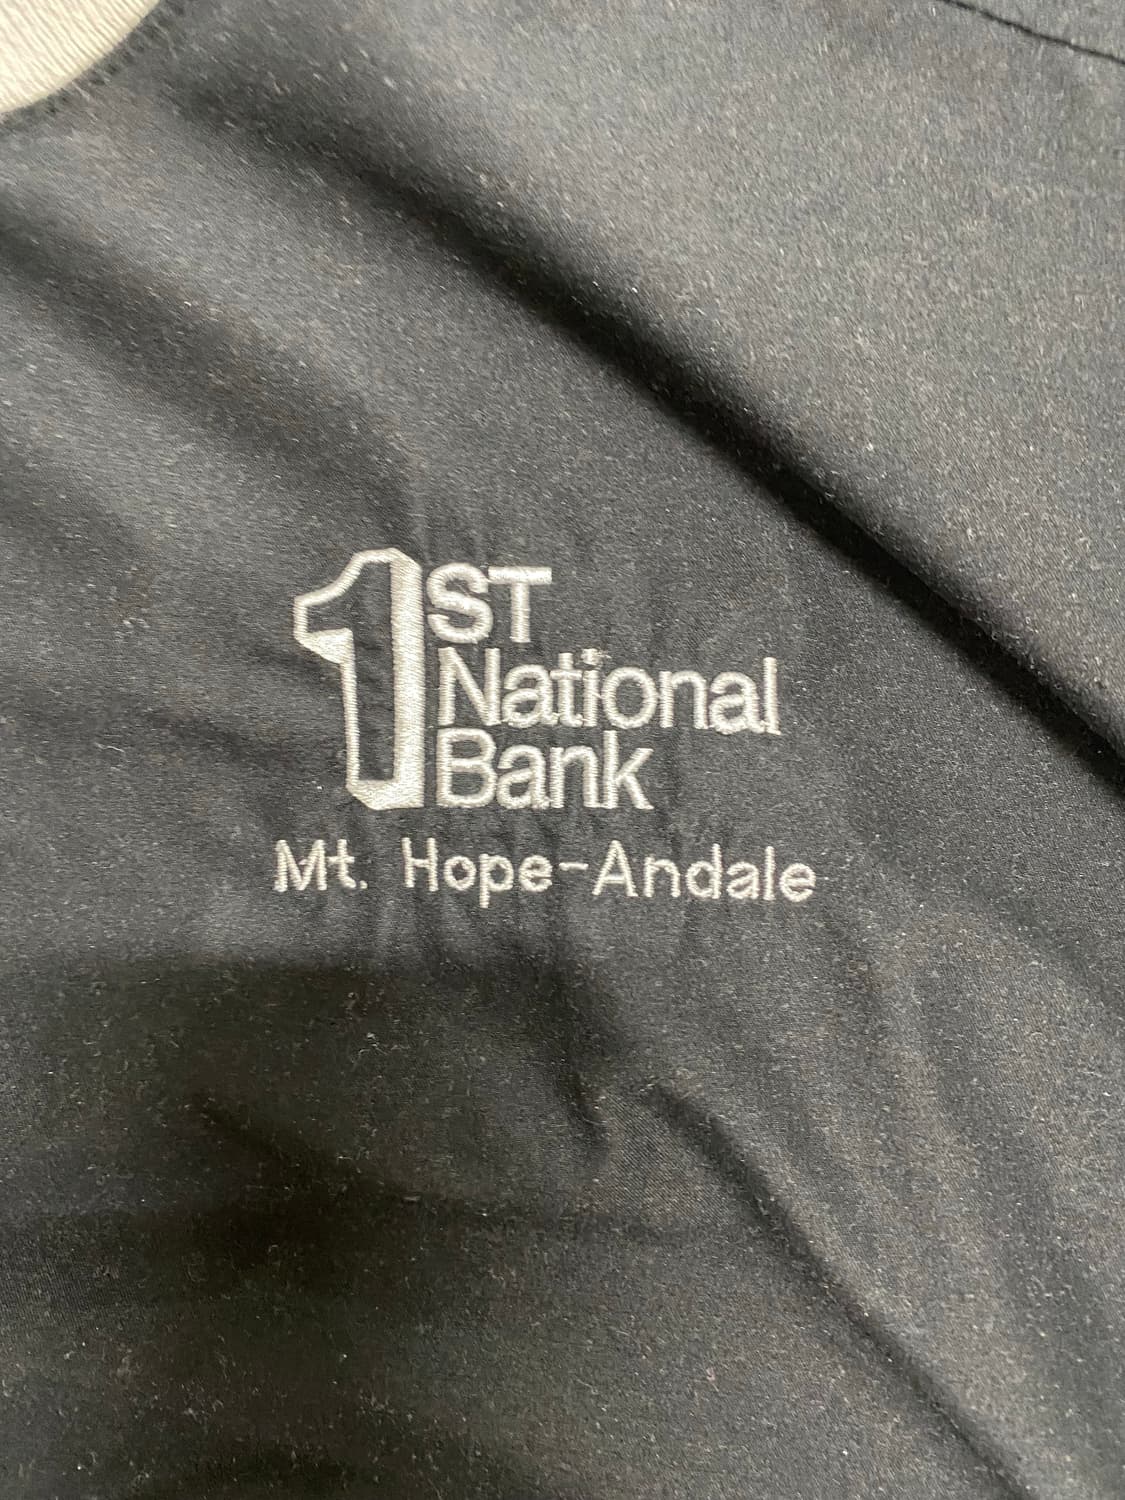 1ST
National
Bank
Mt. Hope-Andale